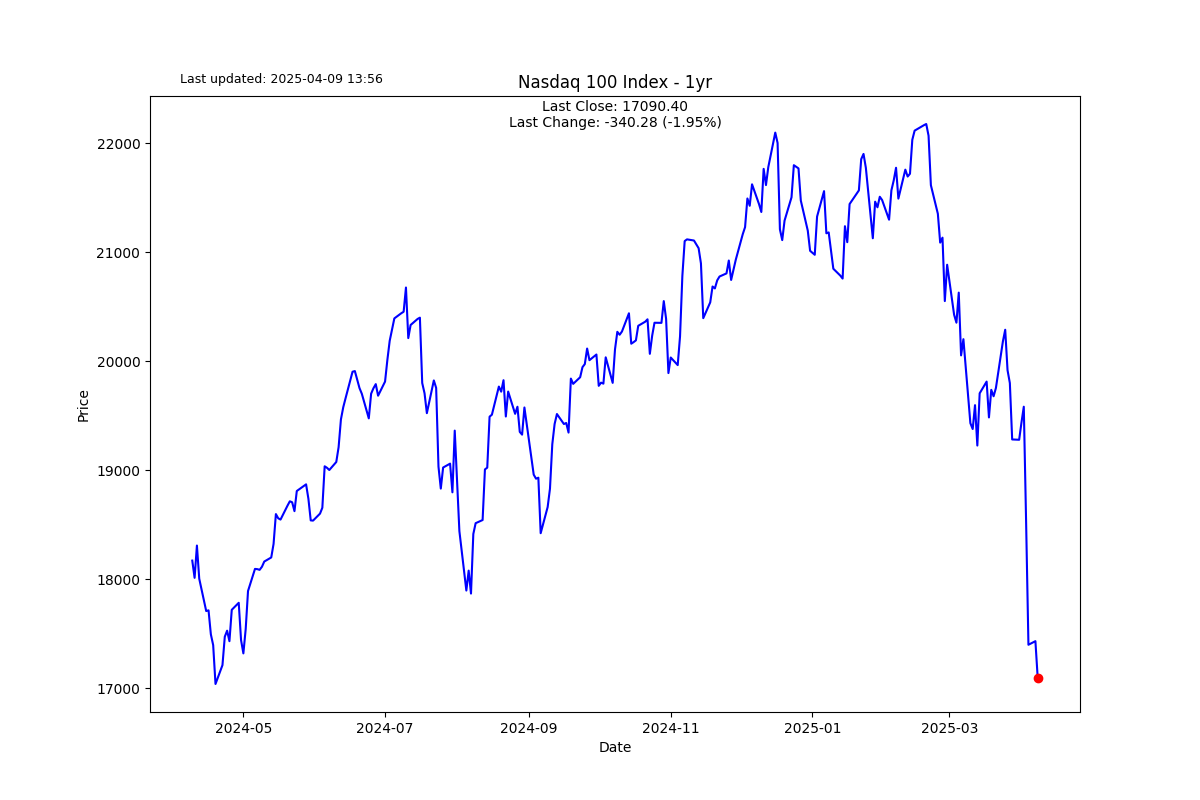 Last updated: 2025-04-09 13:56
Nasdaq 100 Index - 1yr
Last Close: 17090.40
Last Change: -340.28 (-1.95%)
22000
21000
20000
19000
18000
17000
Price
2024-05
2024-07
2024-09
2024-11
2025-01
2025-03
Date